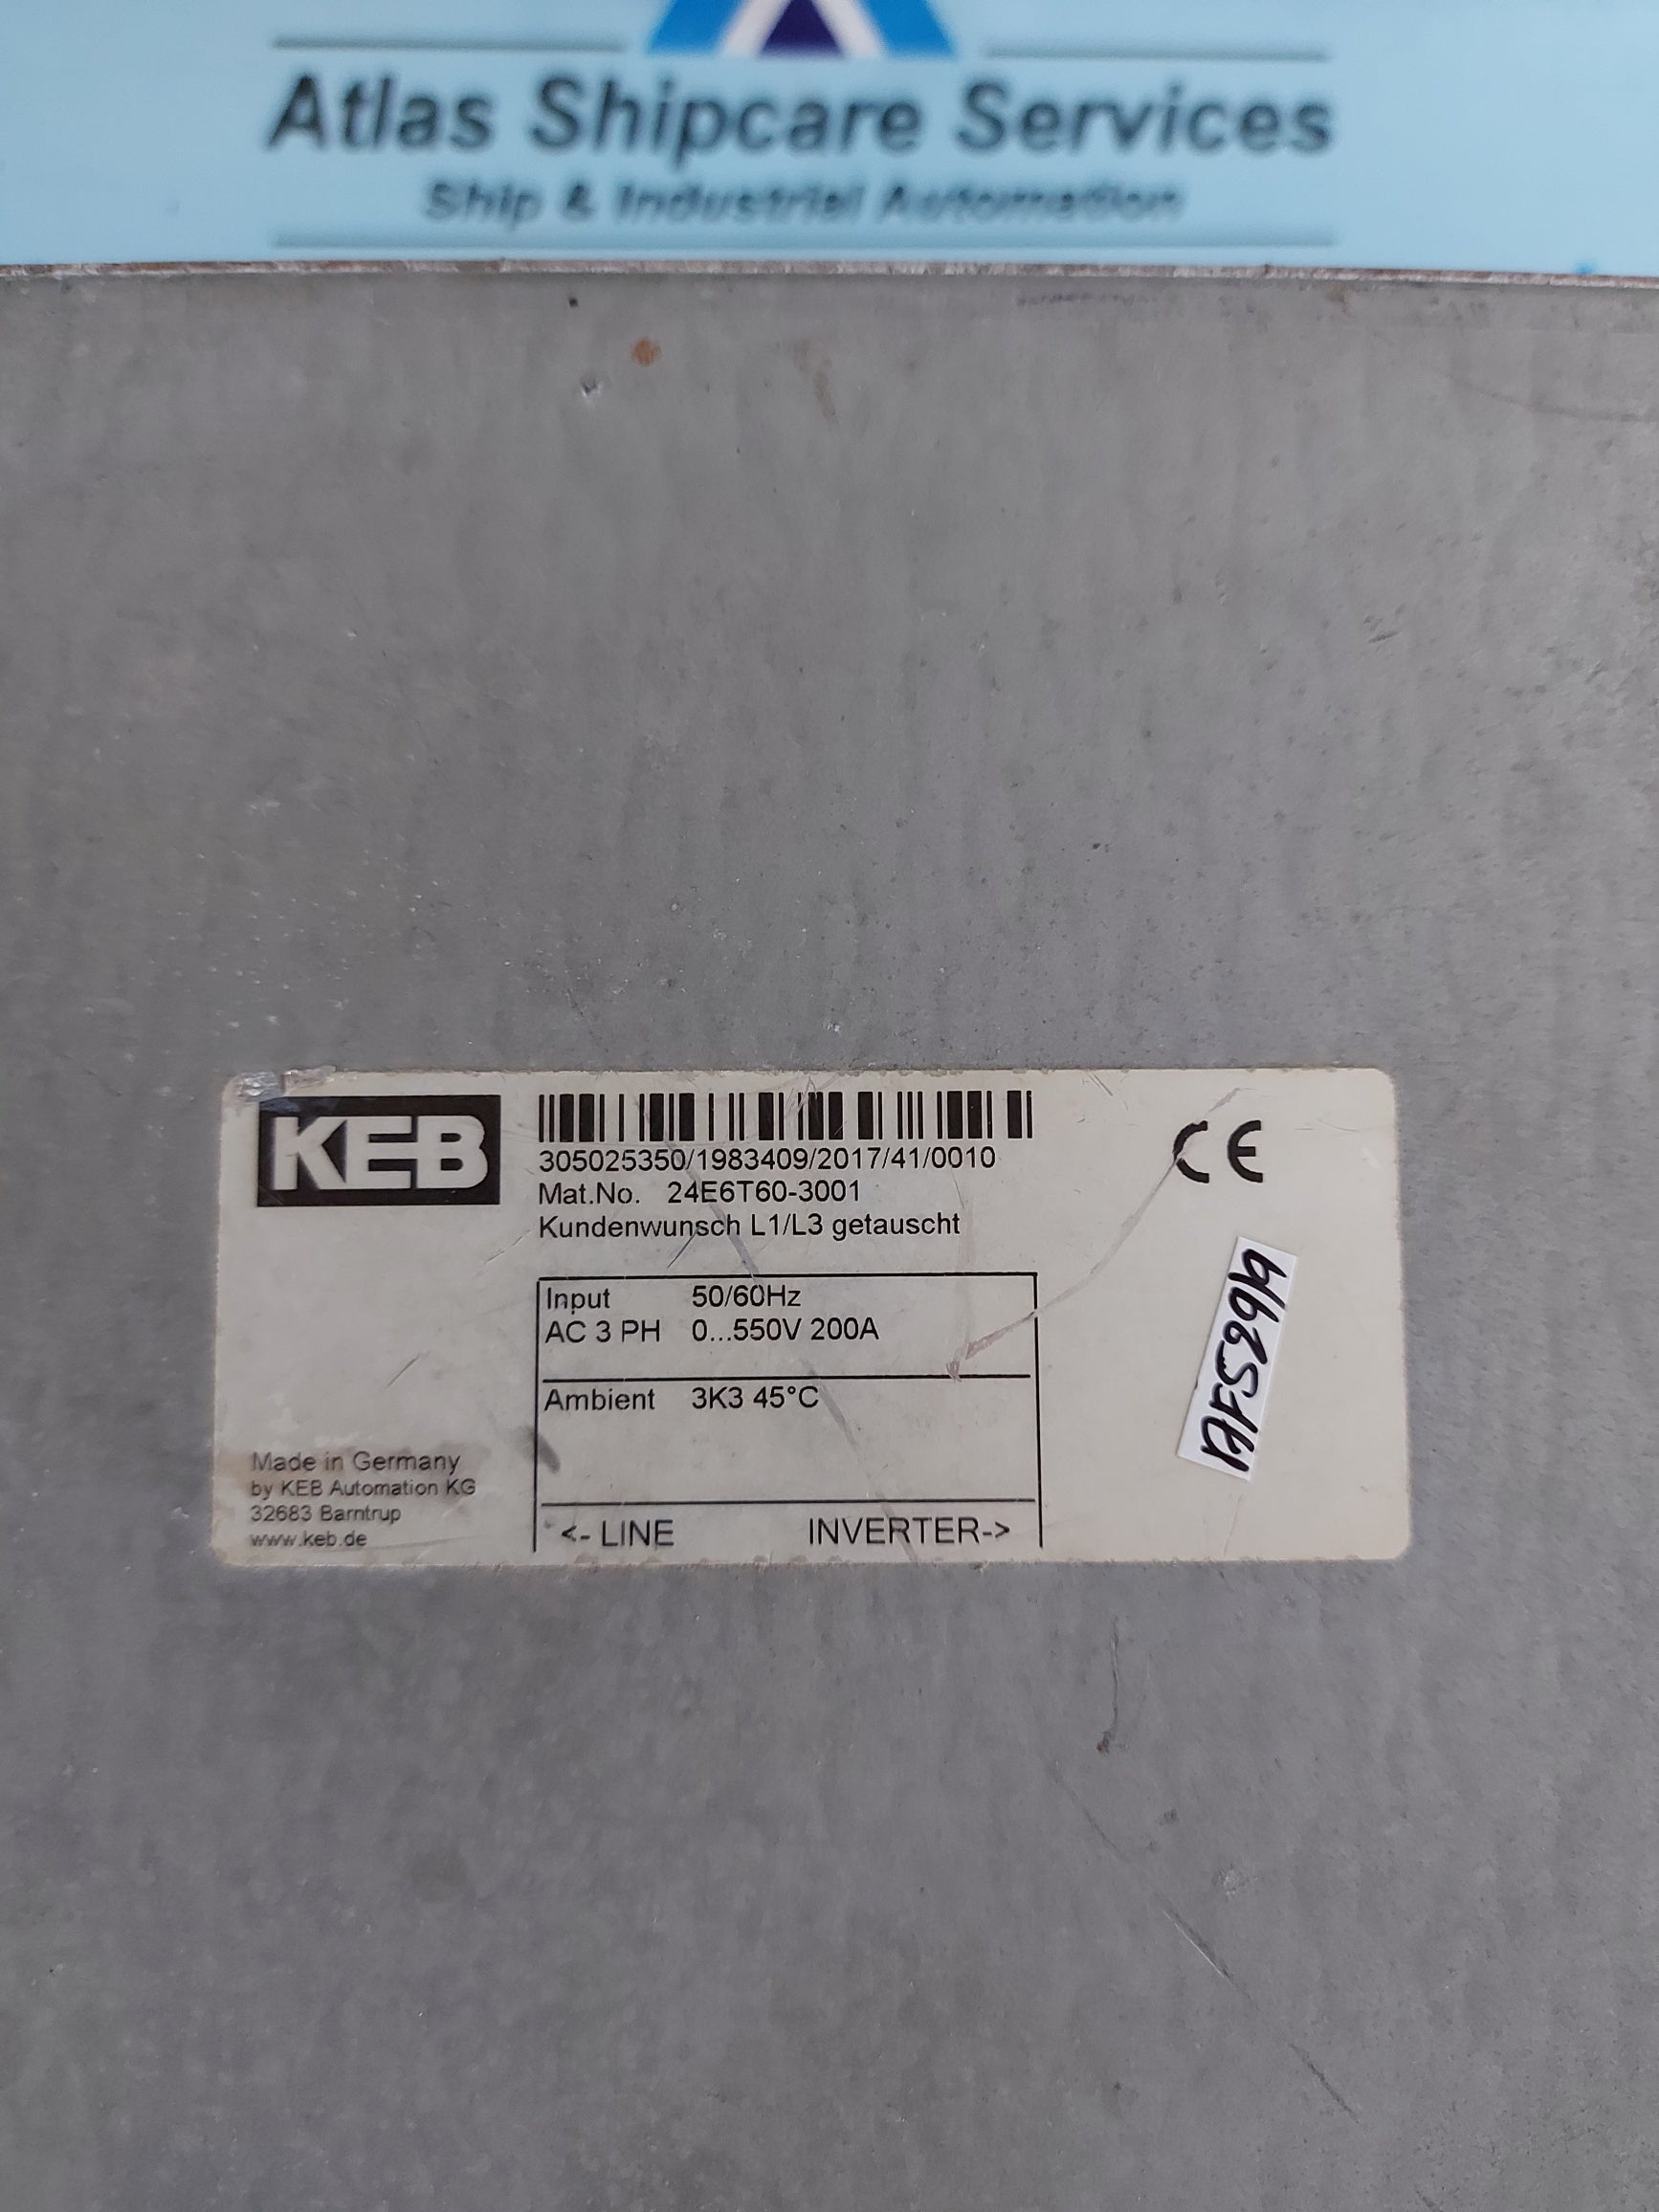 Atlas Shipcare Services
Ship & Industrial Automation
KEB
305025350/1983409/2017/41/0010
Mat.No. 24E6T60-3001
Kundenwunsch L1/L3 getauscht
CE
Input 50/60Hz
AC 3 PH 0...550V 200A
Ambient 3K3 45°C
<- LINE INVERTER->
Made in Germany
by KEB Automation KG
32683 Barntrup
www.keb.de